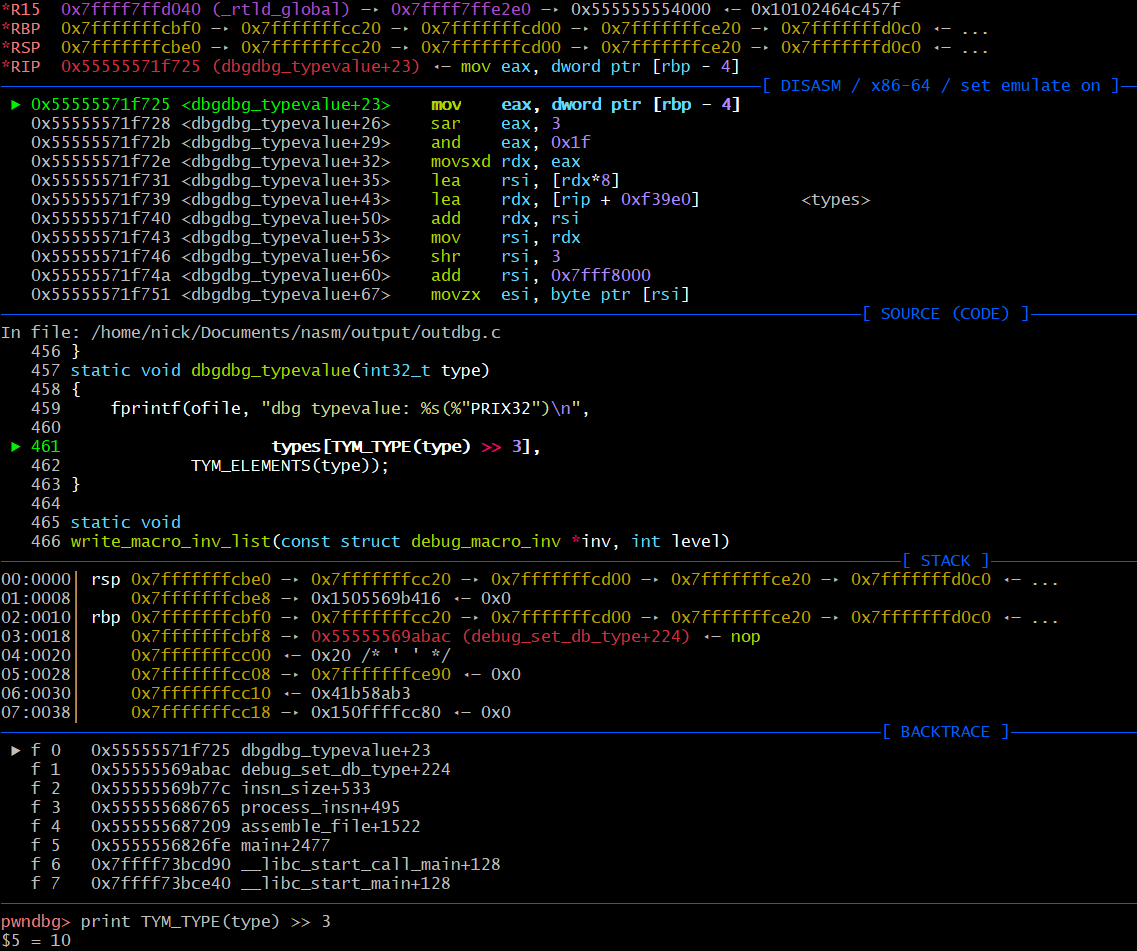 *R15  0x7ffff7ffd040 (_rtld_global) —▸ 0x7ffff7ffe2e0 —▸ 0x555555554000 ◂— 0x10102464c457f
*RBP  0x7fffffffcbf0 —▸ 0x7fffffffcc20 —▸ 0x7fffffffcd00 —▸ 0x7fffffffce20 —▸ 0x7fffffffd0c0 ◂— ...
*RSP  0x7fffffffcbe0 —▸ 0x7fffffffcc20 —▸ 0x7fffffffcd00 —▸ 0x7fffffffce20 —▸ 0x7fffffffd0c0 ◂— ...
*RIP  0x55555571f725 (dbgdbg_typevalue+23) ◂— mov eax, dword ptr [rbp - 4]
[ DISASM / x86-64 / set emulate on ]
► 0x55555571f725 <dbgdbg_typevalue+23>    mov    eax, dword ptr [rbp - 4]
0x55555571f728 <dbgdbg_typevalue+26>    sar    eax, 3
0x55555571f72b <dbgdbg_typevalue+29>    and    eax, 0x1f
0x55555571f72e <dbgdbg_typevalue+32>    movsxd rdx, eax
0x55555571f731 <dbgdbg_typevalue+35>    lea    rsi, [rdx*8]
0x55555571f739 <dbgdbg_typevalue+43>    lea    rdx, [rip + 0xf39e0]          <types>
0x55555571f740 <dbgdbg_typevalue+50>    add    rdx, rsi
0x55555571f743 <dbgdbg_typevalue+53>    mov    rsi, rdx
0x55555571f746 <dbgdbg_typevalue+56>    shr    rsi, 3
0x55555571f74a <dbgdbg_typevalue+60>    add    rsi, 0x7fff8000
0x55555571f751 <dbgdbg_typevalue+67>    movzx  esi, byte ptr [rsi]
[ SOURCE (CODE) ]
In file: /home/nick/Documents/nasm/output/outdbg.c
456 }
457 static void dbgdbg_typevalue(int32_t type)
458 {
459     fprintf(ofile, "dbg typevalue: %s(%"PRIX32")\n",
460
► 461                     types[TYM_TYPE(type) >> 3],
462             TYM_ELEMENTS(type));
463 }
464
465 static void
466 write_macro_inv_list(const struct debug_macro_inv *inv, int level)
[ STACK ]
00:0000│ rsp 0x7fffffffcbe0 —▸ 0x7fffffffcc20 —▸ 0x7fffffffcd00 —▸ 0x7fffffffce20 —▸ 0x7fffffffd0c0 ◂— ...
01:0008│     0x7fffffffcbe8 —▸ 0x1505569b416 ◂— 0x0
02:0010│ rbp 0x7fffffffcbf0 —▸ 0x7fffffffcc20 —▸ 0x7fffffffcd00 —▸ 0x7fffffffce20 —▸ 0x7fffffffd0c0 ◂— ...
03:0018│     0x7fffffffcbf8 —▸ 0x55555569abac (debug_set_db_type+224) ◂— nop
04:0020│     0x7fffffffcc00 ◂— 0x20 /* ' ' */
05:0028│     0x7fffffffcc08 —▸ 0x7fffffffce90 ◂— 0x0
06:0030│     0x7fffffffcc10 ◂— 0x41b58ab3
07:0038│     0x7fffffffcc18 —▸ 0x150ffffcc80 ◂— 0x0
[ BACKTRACE ]
► f 0   0x55555571f725 dbgdbg_typevalue+23
f 1   0x55555569abac debug_set_db_type+224
f 2   0x55555569b77c insn_size+533
f 3   0x555555686765 process_insn+495
f 4   0x555555687209 assemble_file+1522
f 5   0x5555556826fe main+2477
f 6   0x7ffff73bcd90 __libc_start_call_main+128
f 7   0x7ffff73bce40 __libc_start_main+128
pwndbg> print TYM_TYPE(type) >> 3
$5 = 10